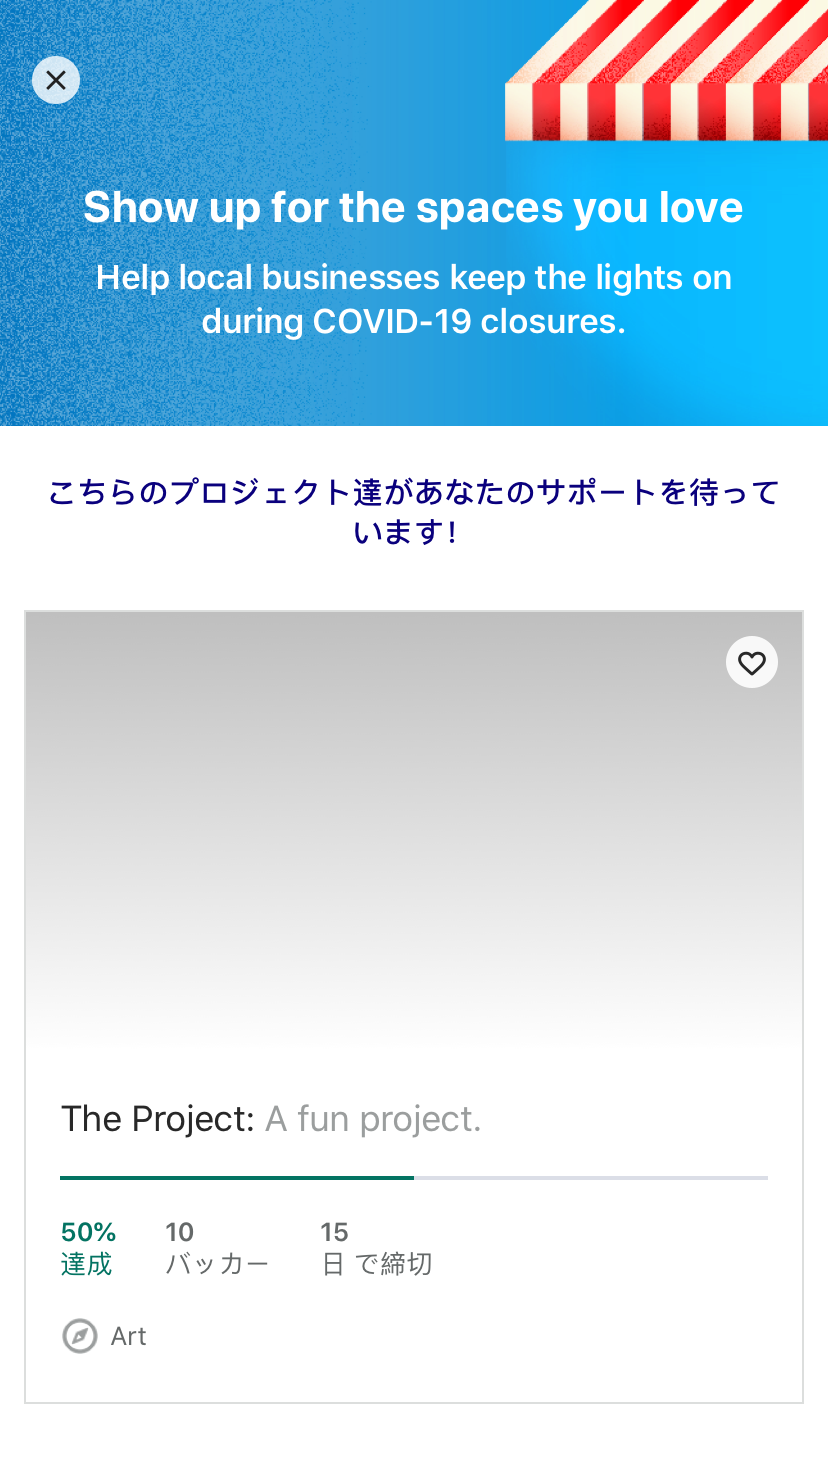 Show up for the spaces you love
Help local businesses keep the lights on
during COVID-19 closures.
こちらのプロジェクト達があなたのサポートを待って
います!
The Project: A fun project.
50% 10 15
達成 バッカー 日 で締切
Art